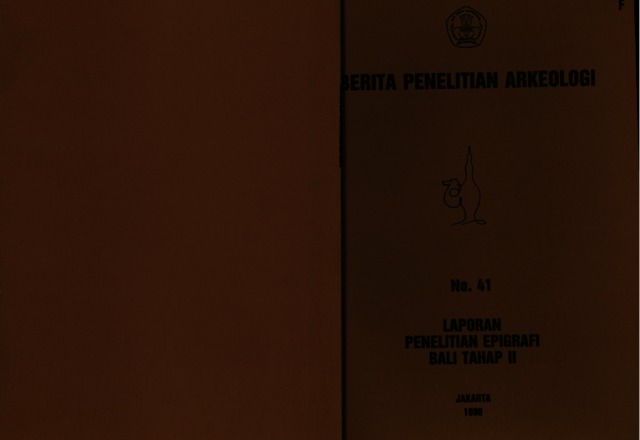 F
BERITA PENELITIAN ARKEOLOGI
No. 41
LAPORAN
PENELITIAN EPIGRAFI
BALI TAHAP II
JAKARTA